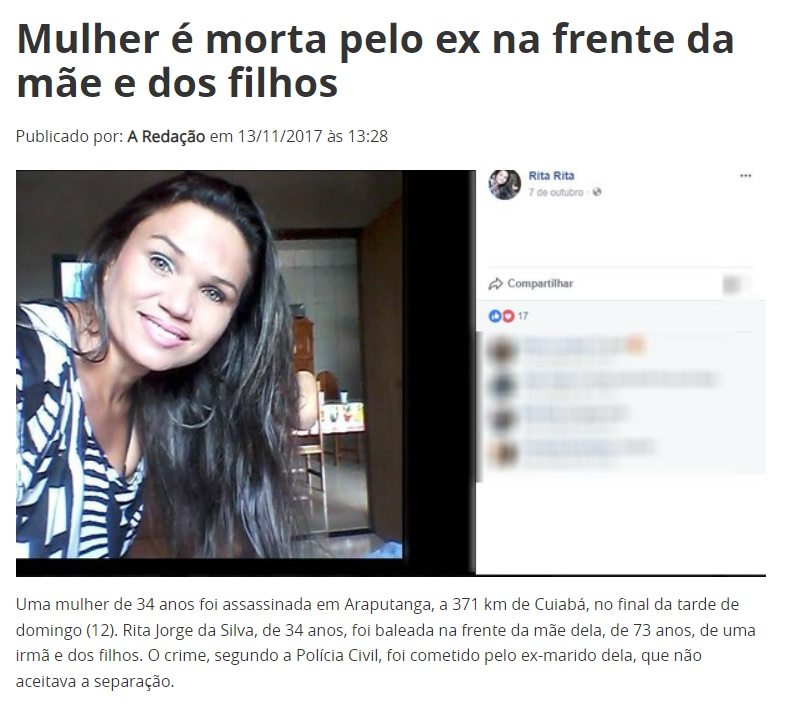 Mulher é morta pelo ex na frente da
mãe e dos filhos
Publicado por: A Redação em 13/11/2017 às 13:28
Rita Rita
7 de outubro ·
Compartilhar
17
Uma mulher de 34 anos foi assassinada em Araputanga, a 371 km de Cuiabá, no final da tarde de
domingo (12). Rita Jorge da Silva, de 34 anos, foi baleada na frente da mãe dela, de 73 anos, de uma
irmã e dos filhos. O crime, segundo a Polícia Civil, foi cometido pelo ex-marido dela, que não
aceitava a separação.